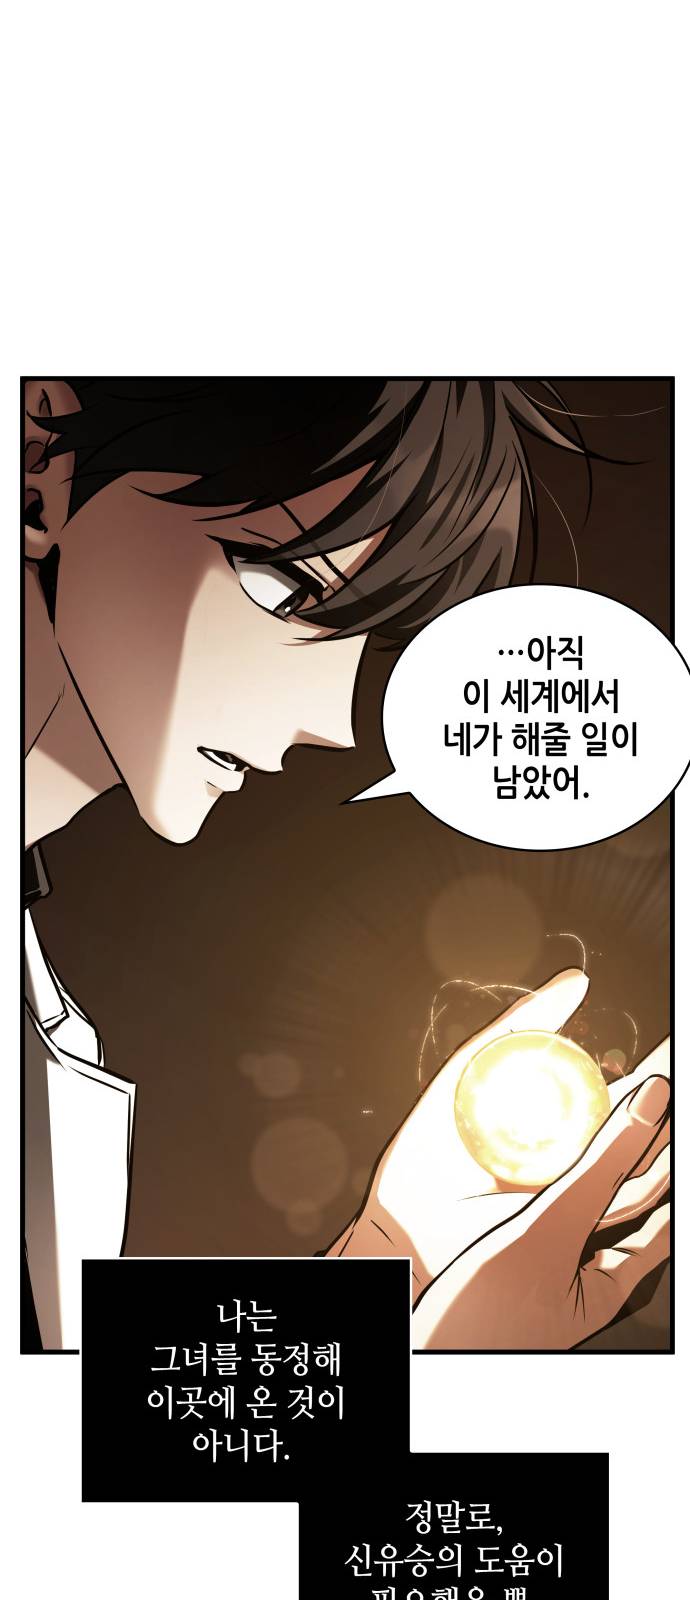 …아직
이 세계에서
네가 해줄 일이
남았어.
나는
그녀를 동정해
이곳에 온 것이
아니다.
정말로,
신유승의 도움이